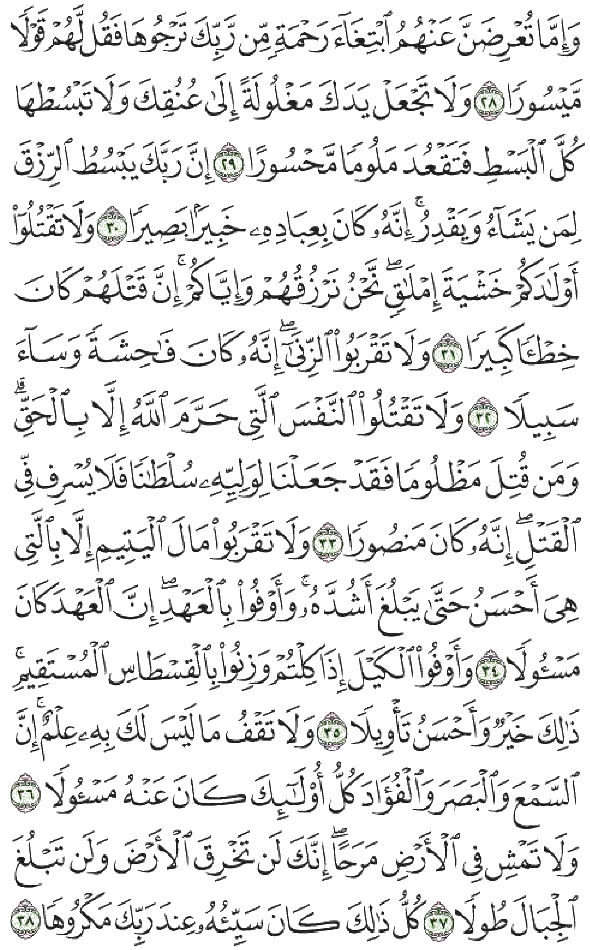 وَإِمَّا تُعْرِضَنَّ عَنْهُمُ ٱبْتِغَآءَ رَحْمَةٍ مِّن رَّبِّكَ تَرْجُوهَا فَقُل لَّهُمْ قَوْلًا
مَّيْسُورًا ٢٨ وَلَا تَجْعَلْ يَدَكَ مَغْلُولَةً إِلَىٰ عُنُقِكَ وَلَا تَبْسُطْهَا
كُلَّ ٱلْبَسْطِ فَتَقْعُدَ مَلُومًا مَّحْسُورًا ٢٩ إِنَّ رَبَّكَ يَبْسُطُ ٱلرِّزْقَ
لِمَن يَشَآءُ وَيَقْدِرُ ۚ إِنَّهُۥ كَانَ بِعِبَادِهِۦ خَبِيرًۢا بَصِيرًا ٣٠ وَلَا تَقْتُلُوٓا۟
أَوْلَٰدَكُمْ خَشْيَةَ إِمْلَٰقٍ ۖ نَّحْنُ نَرْزُقُهُمْ وَإِيَّاكُمْ ۚ إِنَّ قَتْلَهُمْ كَانَ
خِطْـًٔا كَبِيرًا ٣١ وَلَا تَقْرَبُوا۟ ٱلزِّنَىٰٓ ۖ إِنَّهُۥ كَانَ فَٰحِشَةً وَسَآءَ
سَبِيلًا ٣٢ وَلَا تَقْتُلُوا۟ ٱلنَّفْسَ ٱلَّتِى حَرَّمَ ٱللَّهُ إِلَّا بِٱلْحَقِّ ۗ
وَمَن قُتِلَ مَظْلُومًا فَقَدْ جَعَلْنَا لِوَلِيِّهِۦ سُلْطَٰنًا فَلَا يُسْرِف فِّى
ٱلْقَتْلِ ۖ إِنَّهُۥ كَانَ مَنصُورًا ٣٣ وَلَا تَقْرَبُوا۟ مَالَ ٱلْيَتِيمِ إِلَّا بِٱلَّتِى
هِىَ أَحْسَنُ حَتَّىٰ يَبْلُغَ أَشُدَّهُۥ ۚ وَأَوْفُوا۟ بِٱلْعَهْدِ ۖ إِنَّ ٱلْعَهْدَ كَانَ
مَسْـُٔولًا ٣٤ وَأَوْفُوا۟ ٱلْكَيْلَ إِذَا كِلْتُمْ وَزِنُوا۟ بِٱلْقِسْطَاسِ ٱلْمُسْتَقِيمِ ۚ
ذَٰلِكَ خَيْرٌ وَأَحْسَنُ تَأْوِيلًا ٣٥ وَلَا تَقْفُ مَا لَيْسَ لَكَ بِهِۦ عِلْمٌ ۚ إِنَّ
ٱلسَّمْعَ وَٱلْبَصَرَ وَٱلْفُؤَادَ كُلُّ أُو۟لَٰٓئِكَ كَانَ عَنْهُ مَسْـُٔولًا ٣٦
وَلَا تَمْشِ فِى ٱلْأَرْضِ مَرَحًا ۖ إِنَّكَ لَن تَخْرِقَ ٱلْأَرْضَ وَلَن تَبْلُغَ
ٱلْجِبَالَ طُولًا ٣٧ كُلُّ ذَٰلِكَ كَانَ سَيِّئُهُۥ عِندَ رَبِّكَ مَكْرُوهًا ٣٨